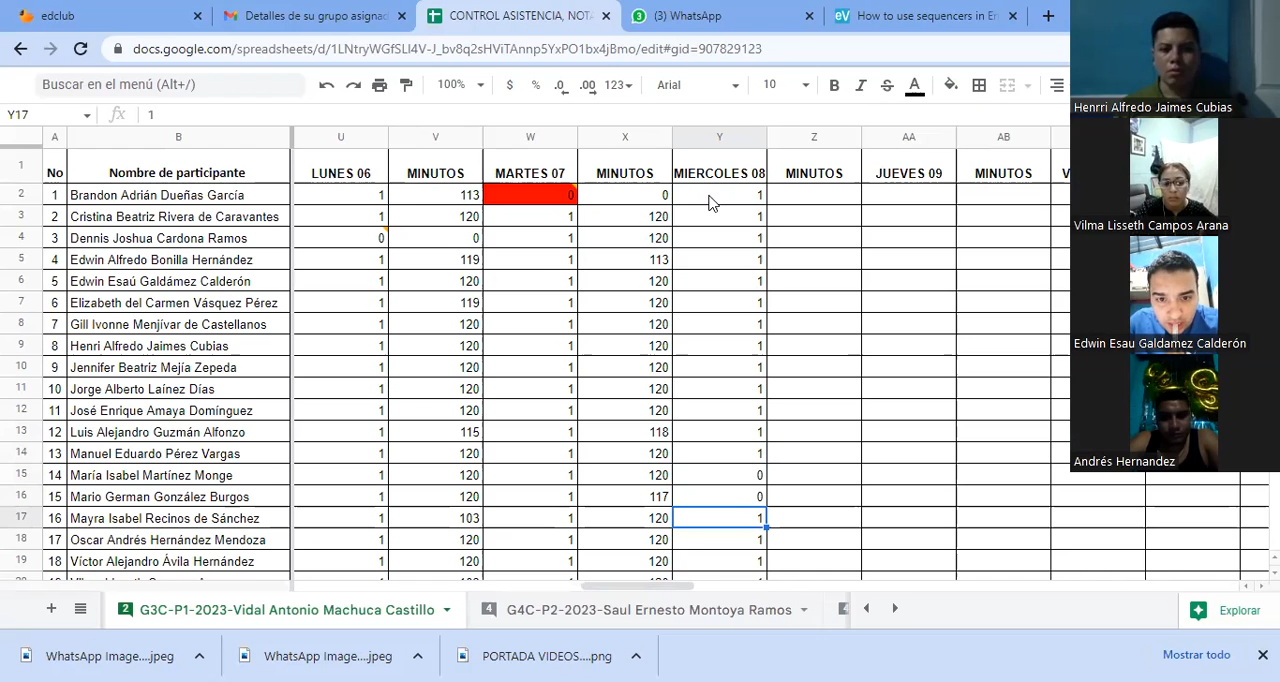 edclub
Detalles de su grupo asignad
CONTROL ASISTENCIA, NOTA
(3) WhatsApp
How to use sequencers in En
docs.google.com/spreadsheets/d/1LNtryWGfSLI4V-J_bv8q2sHViTAnnp5YxPO1bx4jBmo/edit#gid=907829123
Buscar en el menú (Alt+/) 100% $ % .0 .00 123 Arial 10 B I S A
Y17 fx 1
A B U V W X Y Z AA AB
1 No Nombre de participante LUNES 06 MINUTOS MARTES 07 MINUTOS MIERCOLES 08 MINUTOS JUEVES 09 MINUTOS V
2 1 Brandon Adrián Dueñas García 1 0 0 1
3 2 Cristina Beatriz Rivera de Caravantes 1 120 1 120 1
4 3 Dennis Joshua Cardona Ramos 0 0 1 120 1
5 4 Edwin Alfredo Bonilla Hernández 1 119 1 113 1
6 5 Edwin Esaú Galdámez Calderón 1 120 1 120 1
7 6 Elizabeth del Carmen Vásquez Pérez 1 119 1 120 1
8 7 Gill Ivonne Menjívar de Castellanos 1 120 1 120 1
9 8 Henri Alfredo Jaimes Cubias 1 120 1 120 1
10 9 Jennifer Beatriz Mejía Zepeda 1 120 1 120 1
11 10 Jorge Alberto Laínez Días 1 120 1 120 1
12 11 José Enrique Amaya Domínguez 1 120 1 120 1
13 12 Luis Alejandro Guzmán Alfonzo 1 115 1 118 1
14 13 Manuel Eduardo Pérez Vargas 1 120 1 120 1
15 14 María Isabel Martínez Monge 1 120 1 120 0
16 15 Mario German González Burgos 1 120 1 117 0
17 16 Mayra Isabel Recinos de Sánchez 1 103 1 120 1
18 17 Oscar Andrés Hernández Mendoza 1 120 1 120 1
19 18 Víctor Alejandro Ávila Hernández 1 120 1 120 1
2 G3C-P1-2023-Vidal Antonio Machuca Castillo
4 G4C-P2-2023-Saul Ernesto Montoya Ramos
4
Explorar
WhatsApp Image....jpeg
WhatsApp Image....jpeg
PORTADA VIDEOS....png
Mostrar todo
Henrri Alfredo Jaimes Cubias
Vilma Lisseth Campos Arana
Edwin Esau Galdamez Calderón
Andrés Hernandez